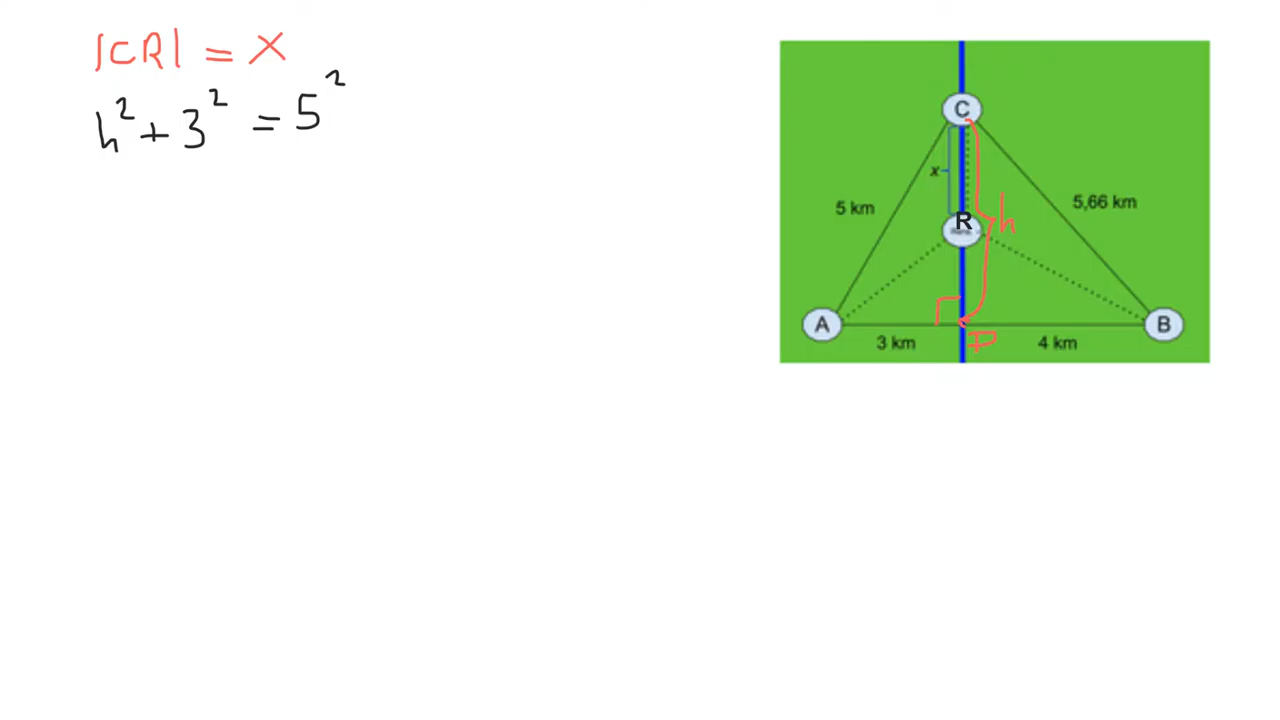 |CR| = x
h² + 3² = 5²
C
x
5 km
5,66 km
R
h
A
B
3 km
P
4 km